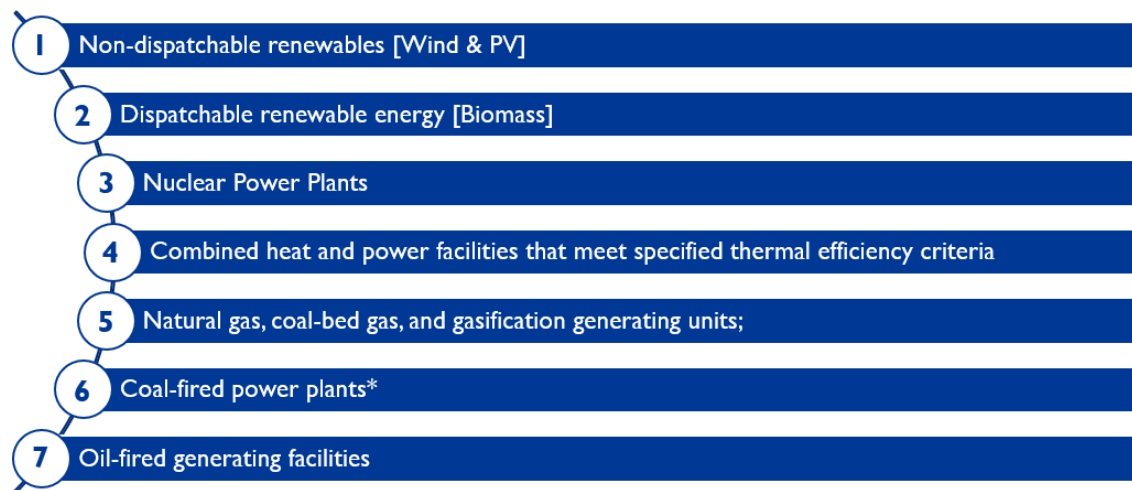 1 Non-dispatchable renewables [Wind & PV]
2 Dispatchable renewable energy [Biomass]
3 Nuclear Power Plants
4 Combined heat and power facilities that meet specified thermal efficiency criteria
5 Natural gas, coal-bed gas, and gasification generating units;
6 Coal-fired power plants*
7 Oil-fired generating facilities